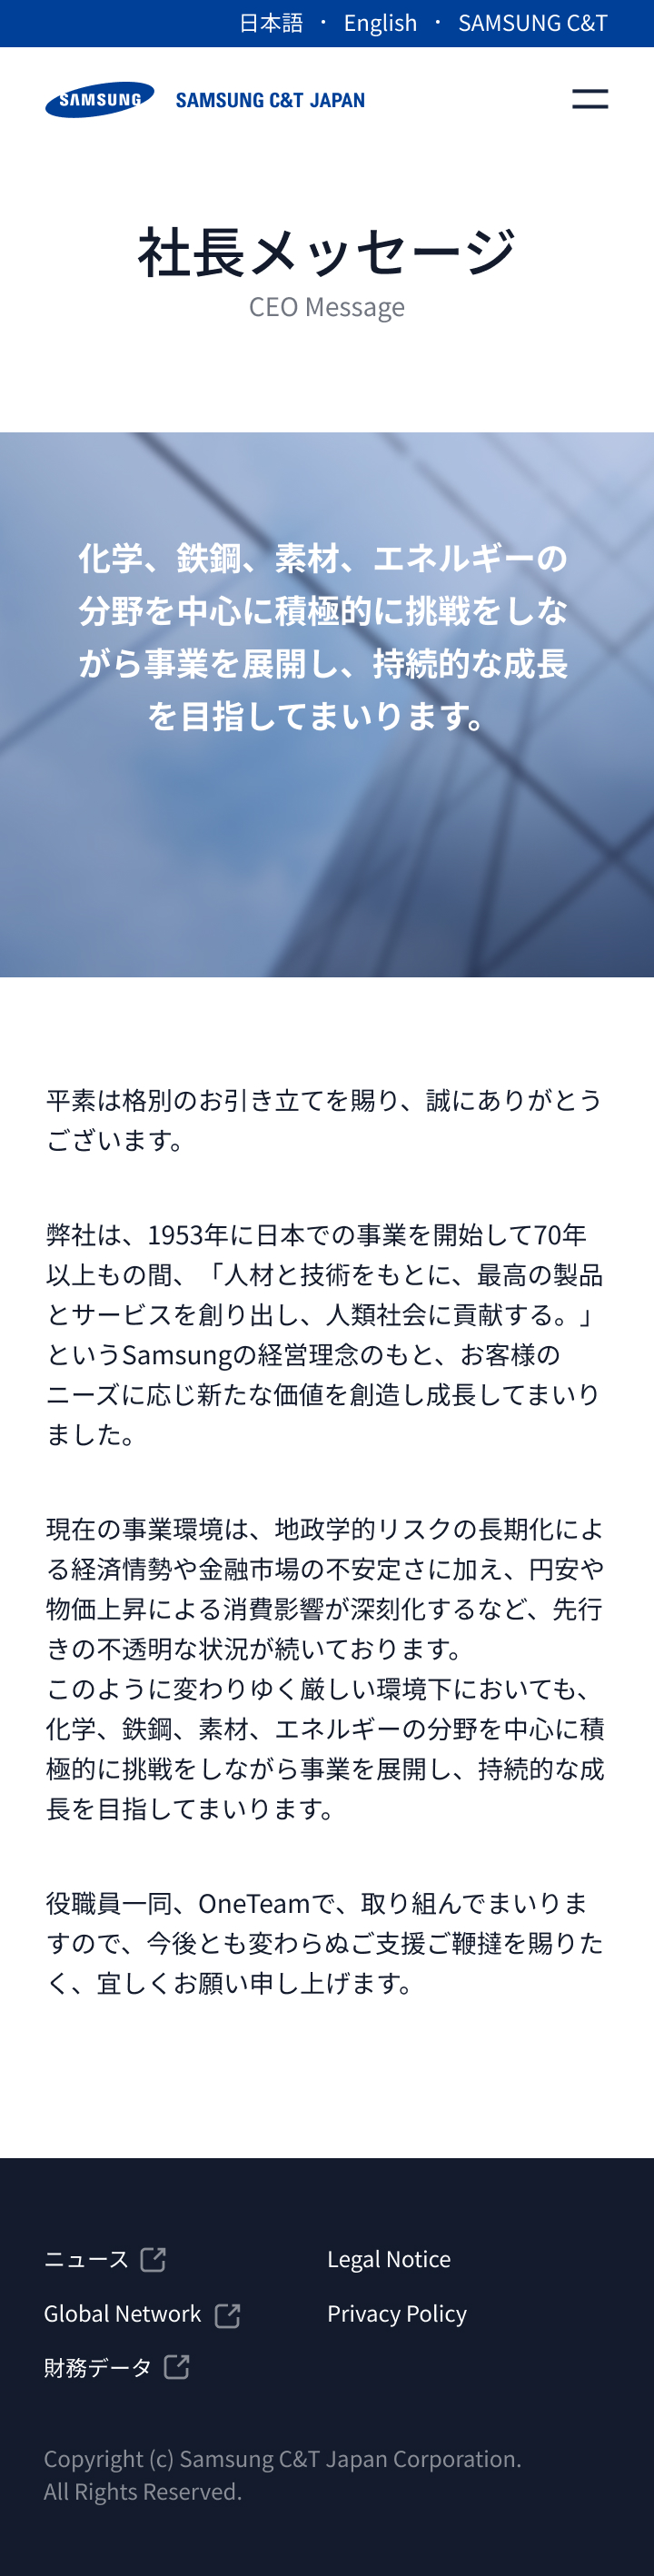 日本語 ・ English ・ SAMSUNG C&T
SAMSUNG SAMSUNG C&T JAPAN
社長メッセージ
CEO Message
化学、鉄鋼、素材、エネルギーの
分野を中心に積極的に挑戦をしな
がら事業を展開し、持続的な成長
を目指してまいります。
平素は格別のお引き立てを賜り、誠にありがとう
ございます。
弊社は、1953年に日本での事業を開始して70年
以上もの間、「人材と技術をもとに、最高の製品
とサービスを創り出し、人類社会に貢献する。」
というSamsungの経営理念のもと、お客様の
ニーズに応じ新たな価値を創造し成長してまいり
ました。
現在の事業環境は、地政学的リスクの長期化によ
る経済情勢や金融市場の不安定さに加え、円安や
物価上昇による消費影響が深刻化するなど、先行
きの不透明な状況が続いております。
このように変わりゆく厳しい環境下においても、
化学、鉄鋼、素材、エネルギーの分野を中心に積
極的に挑戦をしながら事業を展開し、持続的な成
長を目指してまいります。
役職員一同、OneTeamで、取り組んでまいりま
すので、今後とも変わらぬご支援ご鞭撻を賜りた
く、宜しくお願い申し上げます。
ニュース Legal Notice
Global Network Privacy Policy
財務データ
Copyright (c) Samsung C&T Japan Corporation.
All Rights Reserved.